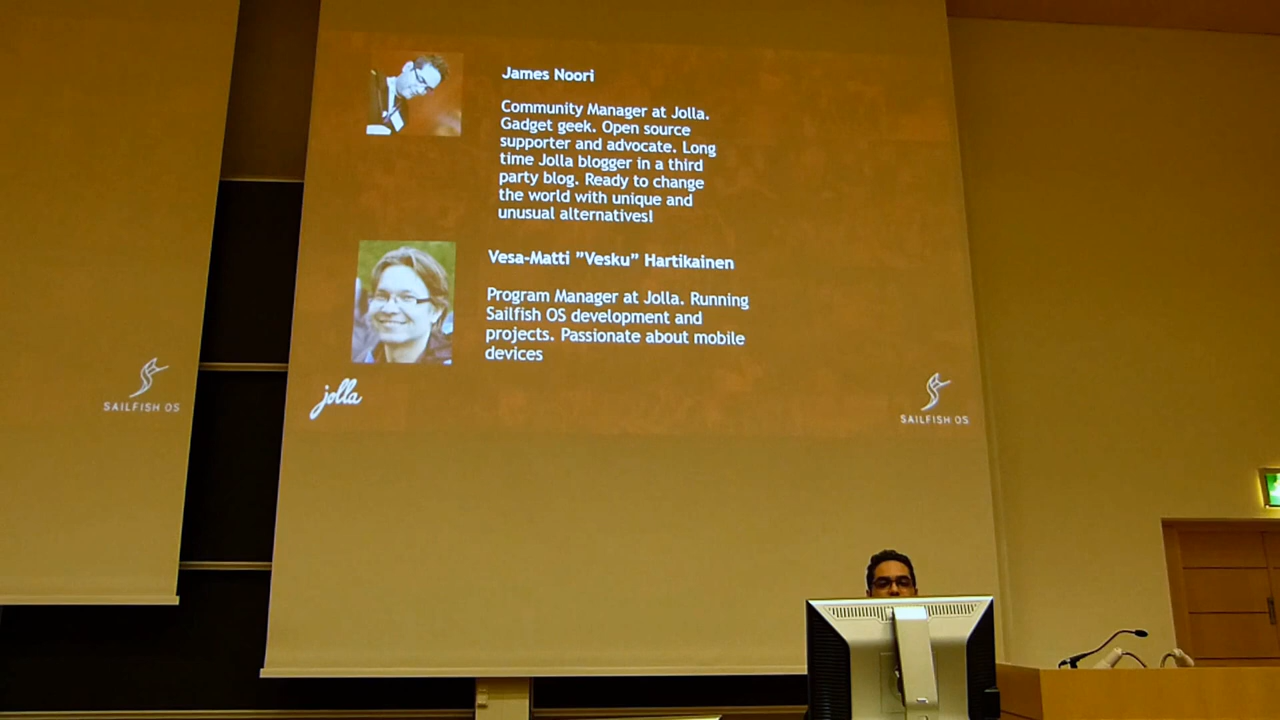 James Noori
Community Manager at Jolla.
Gadget geek. Open source
supporter and advocate. Long
time Jolla blogger in a third
party blog. Ready to change
the world with unique and
unusual alternatives!
Vesa-Matti ”Vesku” Hartikainen
Program Manager at Jolla. Running
Sailfish OS development and
projects. Passionate about mobile
devices
jolla
SAILFISH OS
SAILFISH OS